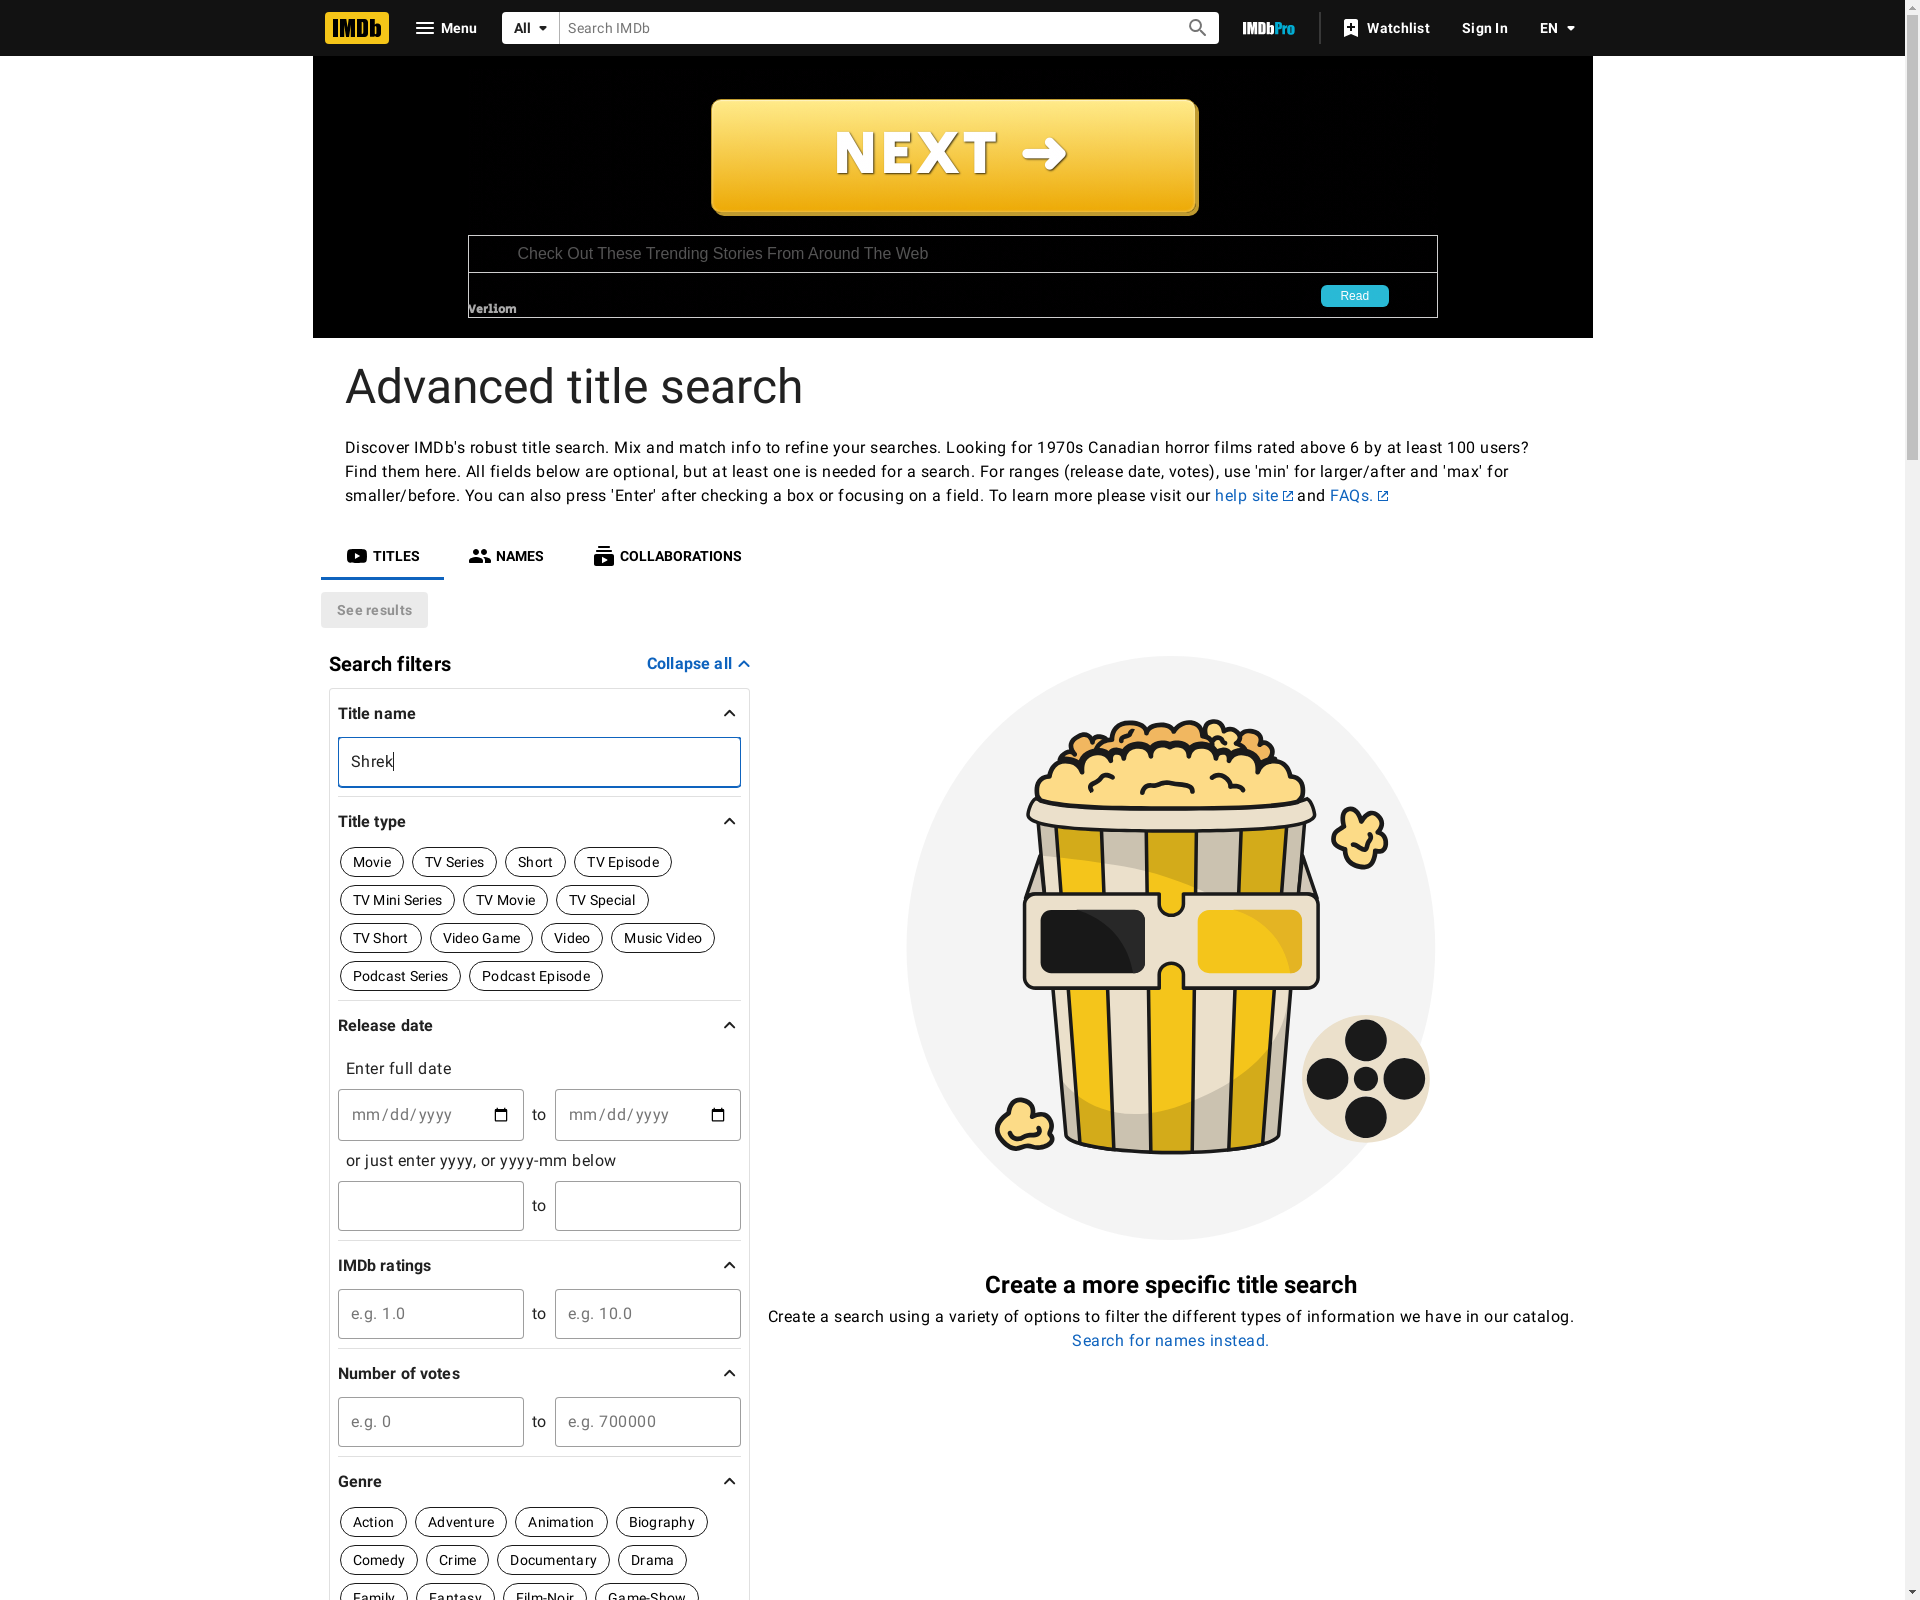 IMDb Menu All Search IMDb IMDbPro Watchlist Sign In EN
NEXT ➜
Check Out These Trending Stories From Around The Web
Verliom
Read
Advanced title search
Discover IMDb's robust title search. Mix and match info to refine your searches. Looking for 1970s Canadian horror films rated above 6 by at least 100 users?
Find them here. All fields below are optional, but at least one is needed for a search. For ranges (release date, votes), use 'min' for larger/after and 'max' for
smaller/before. You can also press 'Enter' after checking a box or focusing on a field. To learn more please visit our help site and FAQs.
TITLES NAMES COLLABORATIONS
See results
Search filters Collapse all
Title name
Shrek
Title type
Movie TV Series Short TV Episode
TV Mini Series TV Movie TV Special
TV Short Video Game Video Music Video
Podcast Series Podcast Episode
Release date
Enter full date
mm/dd/yyyy to mm/dd/yyyy
or just enter yyyy, or yyyy-mm below
to
IMDb ratings
e.g. 1.0 to e.g. 10.0
Number of votes
e.g. 0 to e.g. 700000
Genre
Action Adventure Animation Biography
Comedy Crime Documentary Drama
Family Fantasy Film-Noir Game-Show
Create a more specific title search
Create a search using a variety of options to filter the different types of information we have in our catalog.
Search for names instead.